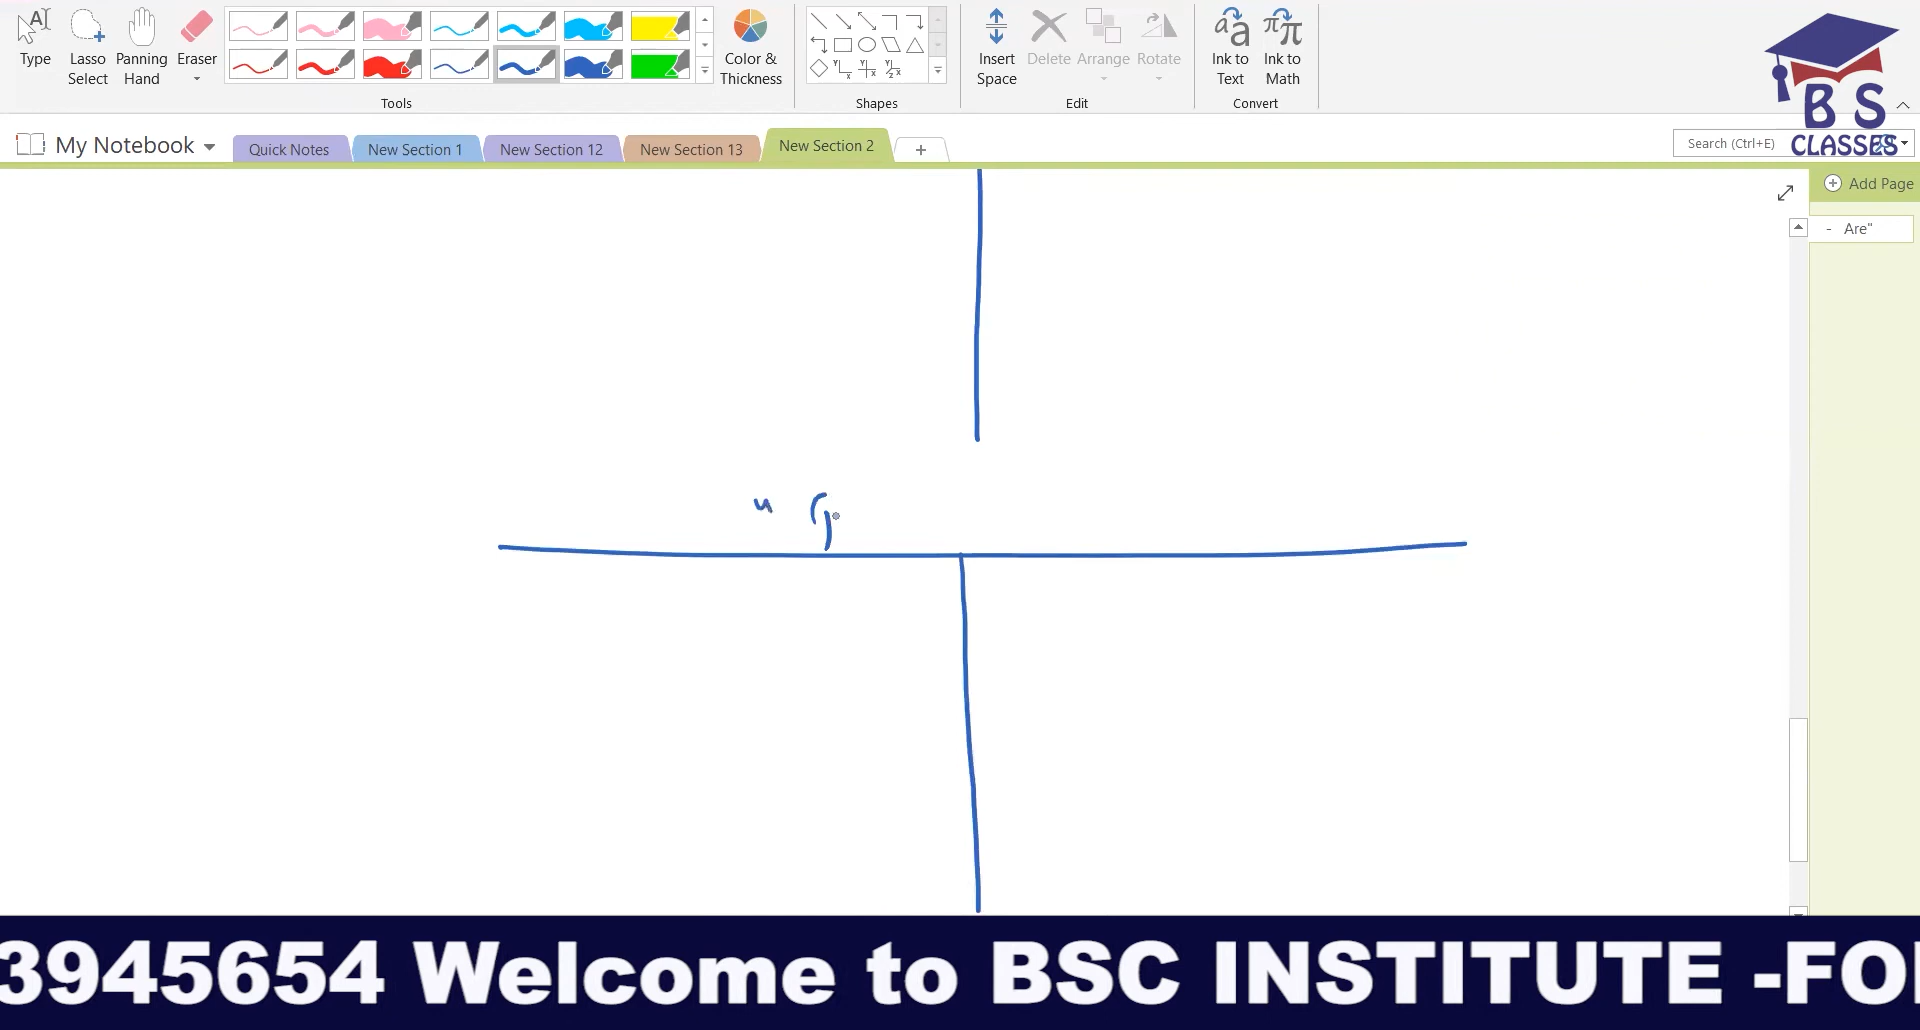 Type
Lasso Select
Panning Hand
Eraser
Color & Thickness
Insert Space
Delete
Arrange
Rotate
Ink to Text
Ink to Math
Tools
Shapes
Edit
Convert
B S
CLASSES
My Notebook
Quick Notes
New Section 1
New Section 12
New Section 13
New Section 2
Search (Ctrl+E)
Add Page
- Are"
3945654 Welcome to BSC INSTITUTE -FO